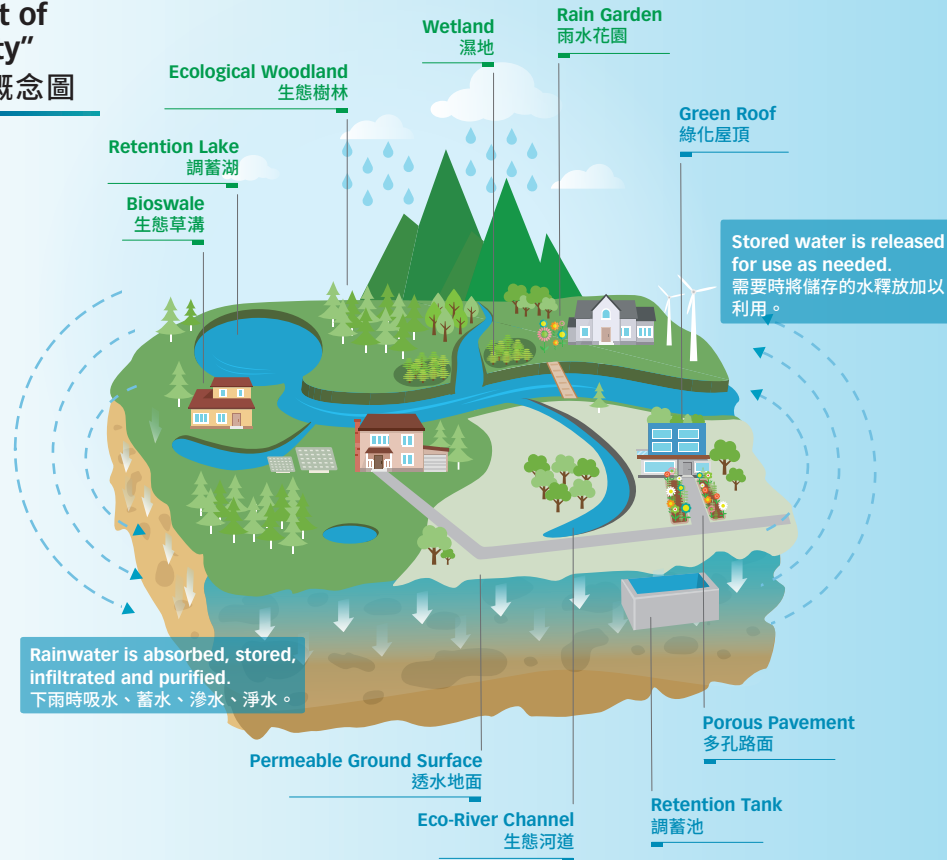 t of
ty”
概念圖
Wetland
濕地
Rain Garden
雨水花園
Ecological Woodland
生態樹林
Green Roof
綠化屋頂
Retention Lake
調蓄湖
Bioswale
生態草溝
Stored water is released
for use as needed.
需要時將儲存的水釋放加以
利用。
Rainwater is absorbed, stored,
infiltrated and purified.
下雨時吸水、蓄水、滲水、淨水。
Porous Pavement
多孔路面
Permeable Ground Surface
透水地面
Retention Tank
調蓄池
Eco-River Channel
生態河道